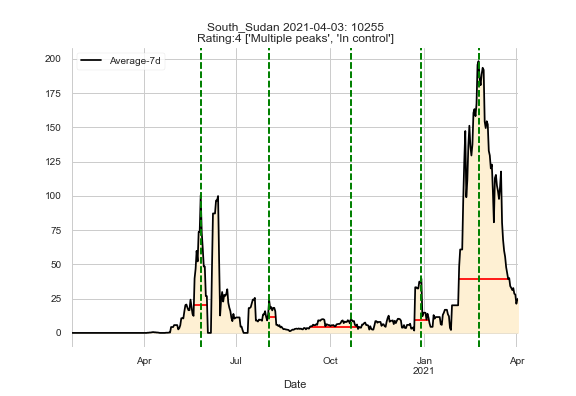 South_Sudan 2021-04-03: 10255
Rating:4 ['Multiple peaks', 'In control']
Average-7d
200
175
150
125
100
75
50
25
0
Apr
Jul
Oct
Jan
2021
Apr
Date